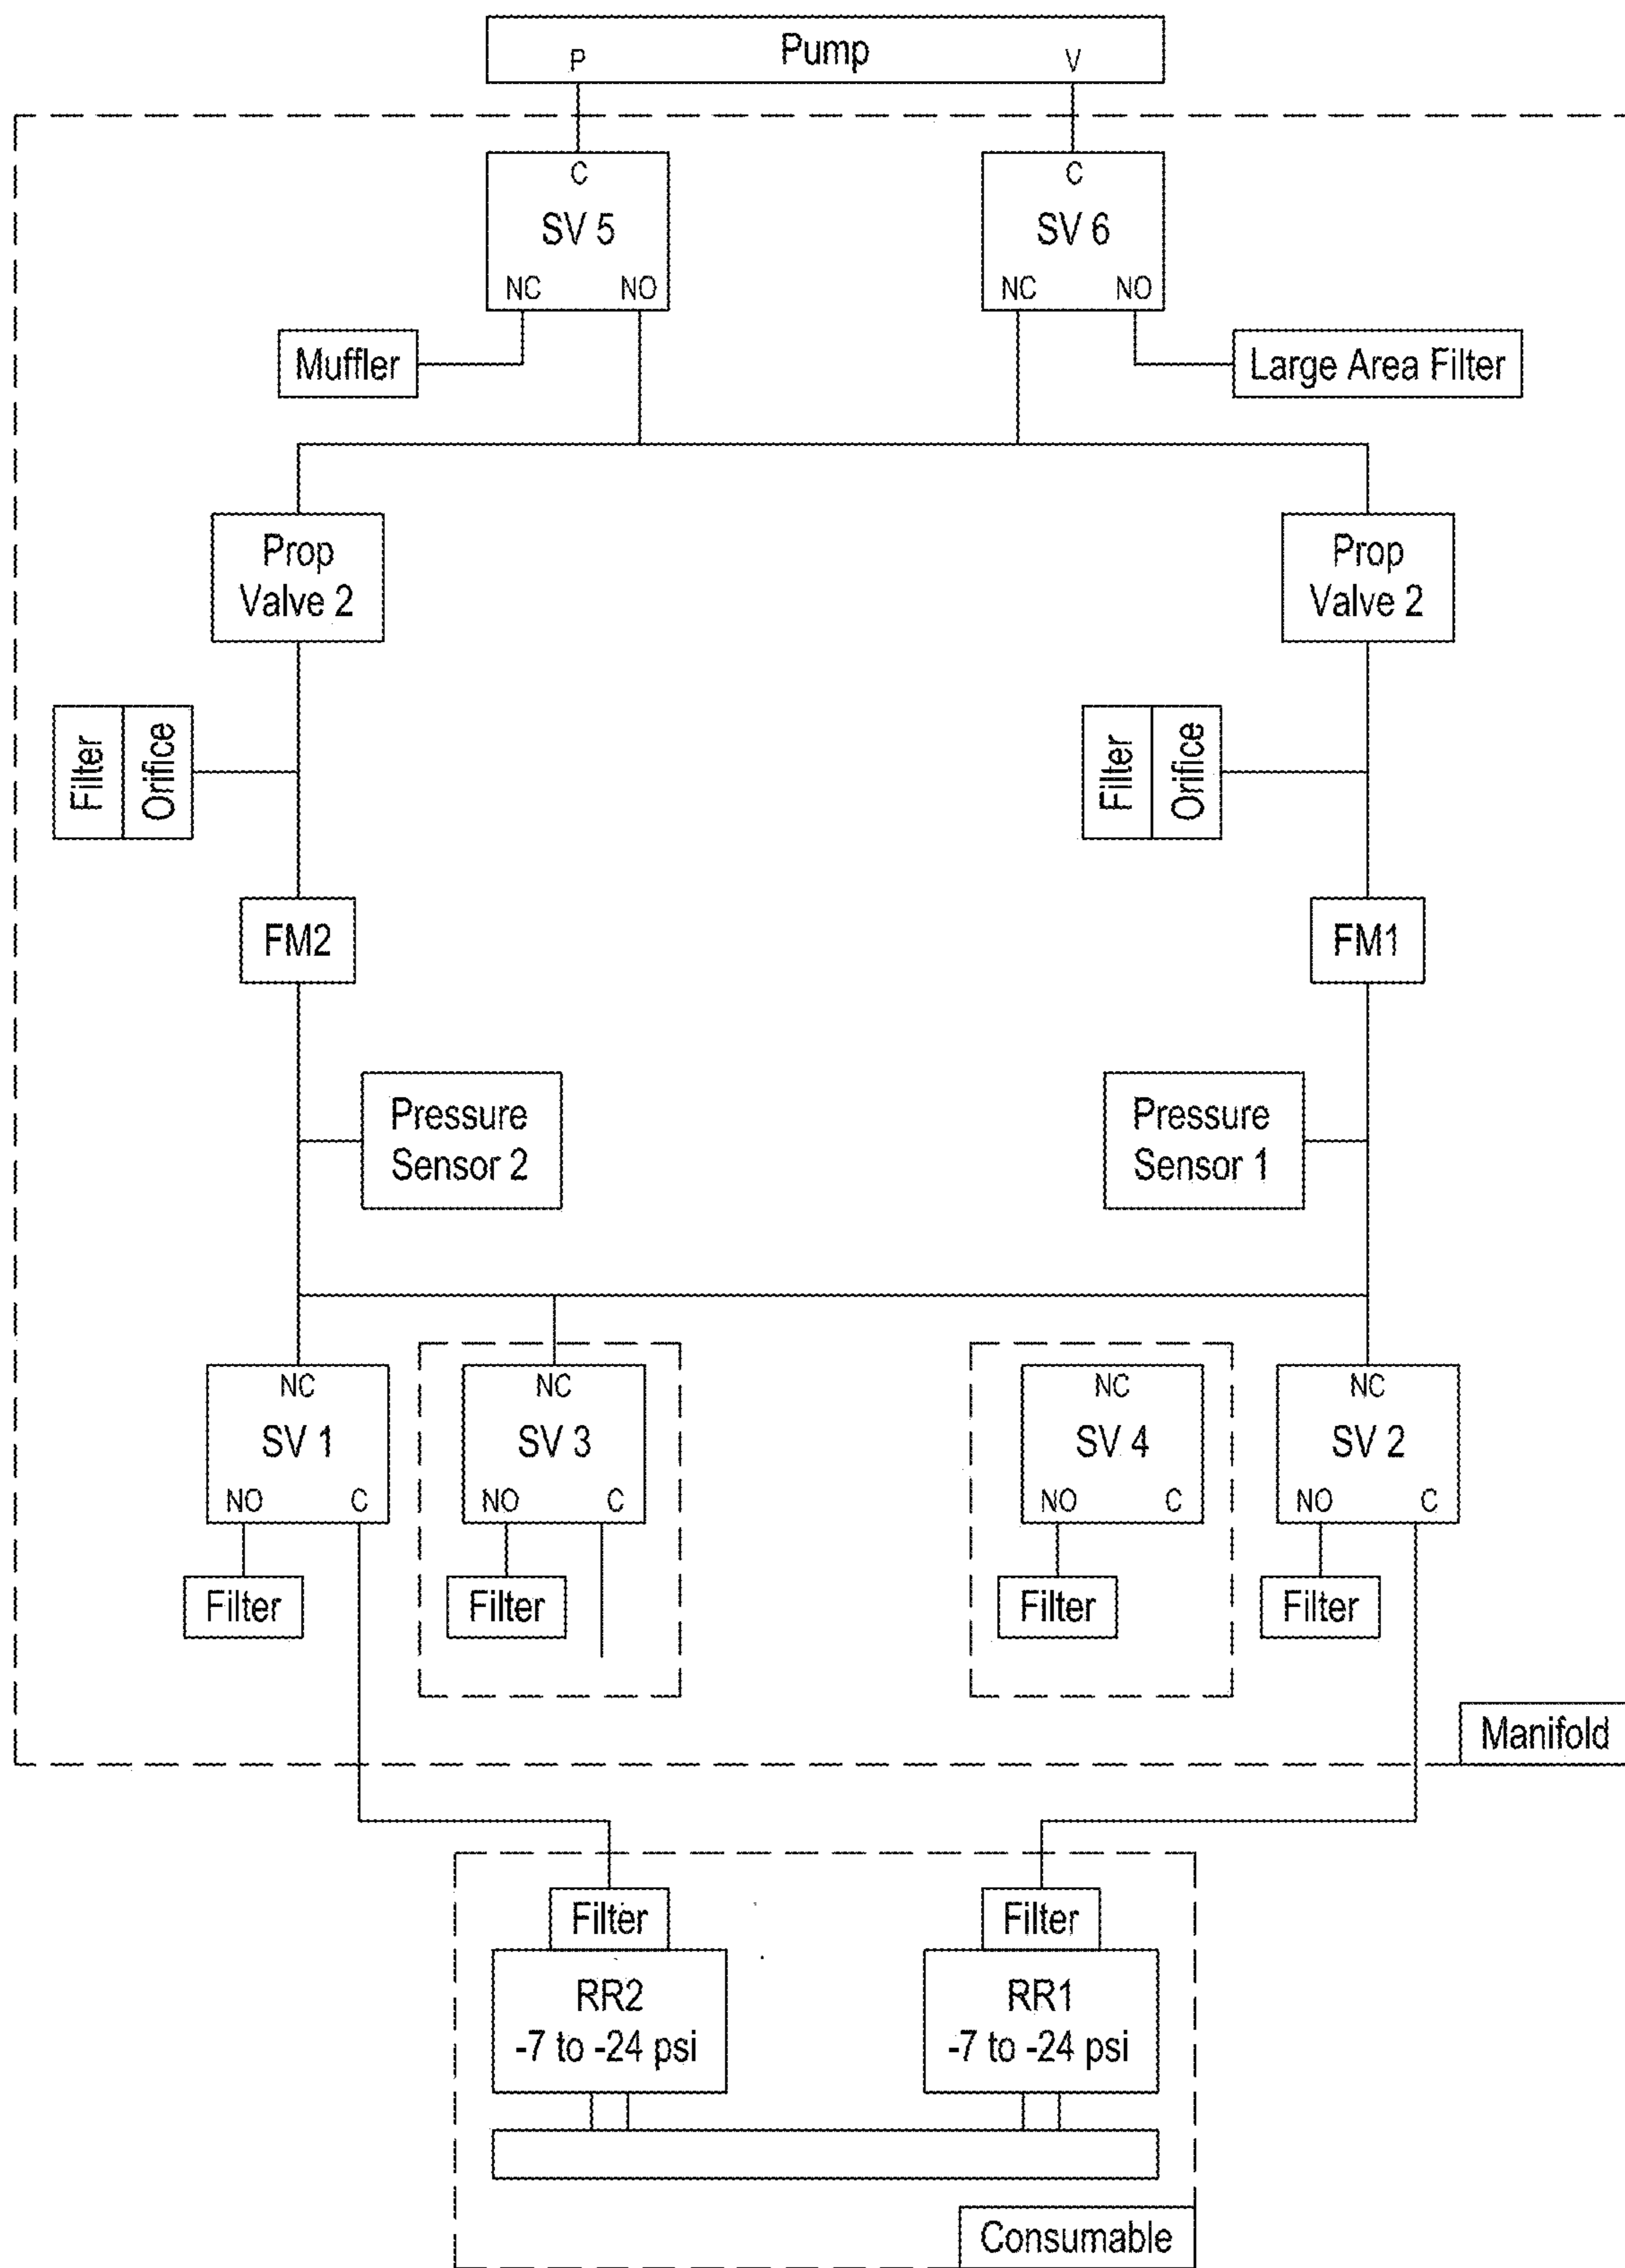 Pump
P
V
C
C
SV 5
SV 6
NC
NO
NC
NO
Muffler
Large Area Filter
Prop
Valve 2
Prop
Valve 2
Filter
Orifice
Filter
Orifice
FM2
FM1
Pressure
Sensor 2
Pressure
Sensor 1
NC
SV 1
NO
C
NC
SV 3
NO
C
NC
SV 4
NO
C
NC
SV 2
NO
C
Filter
Filter
Filter
Filter
Manifold
Filter
Filter
RR2
-7 to -24 psi
RR1
-7 to -24 psi
Consumable